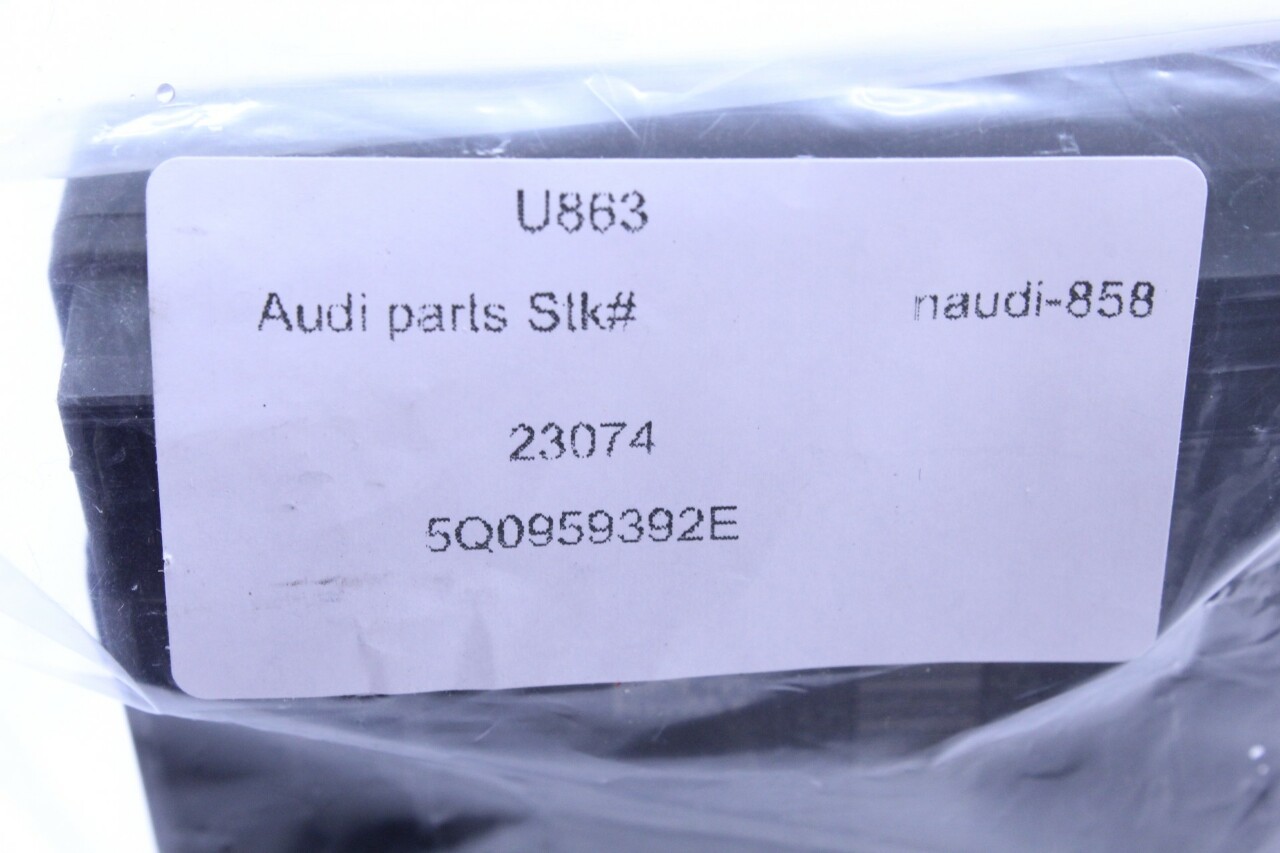 U863
Audi parts Stk# naudi-858
23074
5Q0959392E